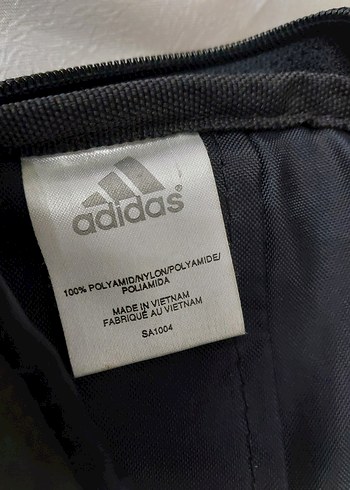 adidas®
100% POLYAMID/NYLON/POLYAMIDE/
POLIAMIDA
MADE IN VIETNAM
FABRIQUÉ AU VIETNAM
SA1004